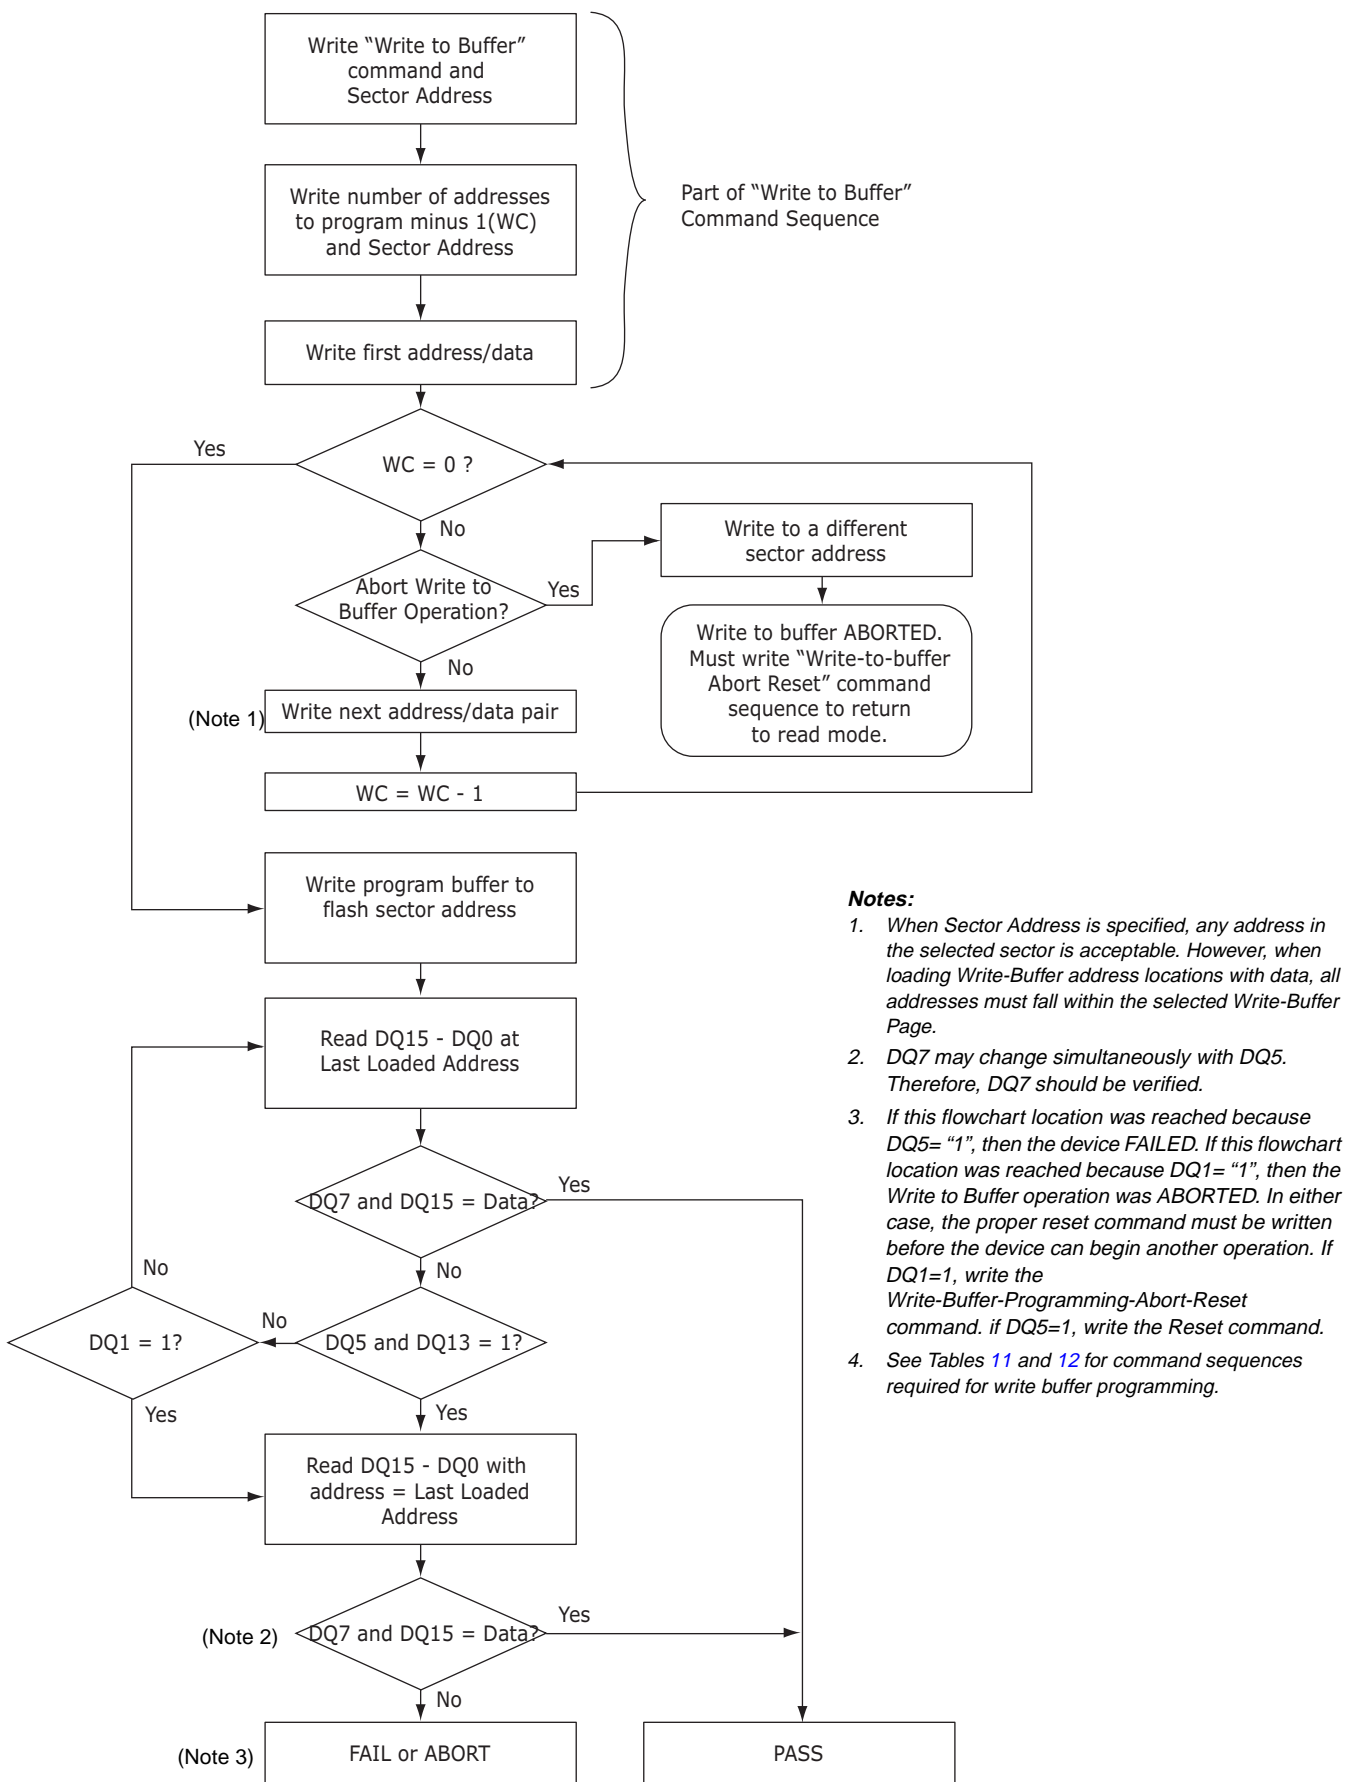 Write “Write to Buffer”
command and
Sector Address
Write number of addresses
to program minus 1(WC)
and Sector Address
Part of “Write to Buffer”
Command Sequence
Write first address/data
Yes
WC = 0 ?
No
Write to a different
sector address
Abort Write to
Buffer Operation?
Yes
Write to buffer ABORTED.
Must write “Write-to-buffer
Abort Reset” command
sequence to return
to read mode.
No
(Note 1)
Write next address/data pair
WC = WC - 1
Write program buffer to
flash sector address
Read DQ15 - DQ0 at
Last Loaded Address
Yes
DQ7 and DQ15 = Data?
No
No
No
DQ1 = 1?
DQ5 and DQ13 = 1?
Yes
Yes
Read DQ15 - DQ0 with
address = Last Loaded
Address
Yes
(Note 2)
DQ7 and DQ15 = Data?
No
(Note 3)
FAIL or ABORT
PASS
Notes:
1. When Sector Address is specified, any address in
the selected sector is acceptable. However, when
loading Write-Buffer address locations with data, all
addresses must fall within the selected Write-Buffer
Page.
2. DQ7 may change simultaneously with DQ5.
Therefore, DQ7 should be verified.
3. If this flowchart location was reached because
DQ5= “1”, then the device FAILED. If this flowchart
location was reached because DQ1= “1”, then the
Write to Buffer operation was ABORTED. In either
case, the proper reset command must be written
before the device can begin another operation. If
DQ1=1, write the
Write-Buffer-Programming-Abort-Reset
command. if DQ5=1, write the Reset command.
4. See Tables 11 and 12 for command sequences
required for write buffer programming.